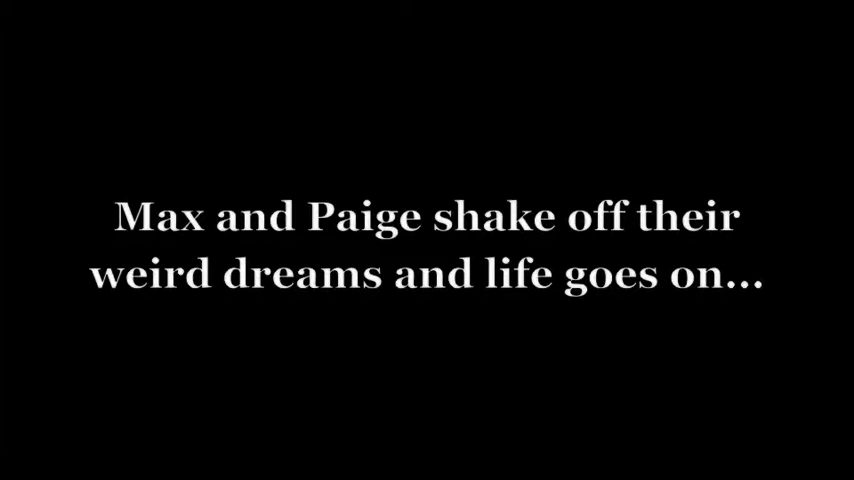 Max and Paige shake off their
weird dreams and life goes on...